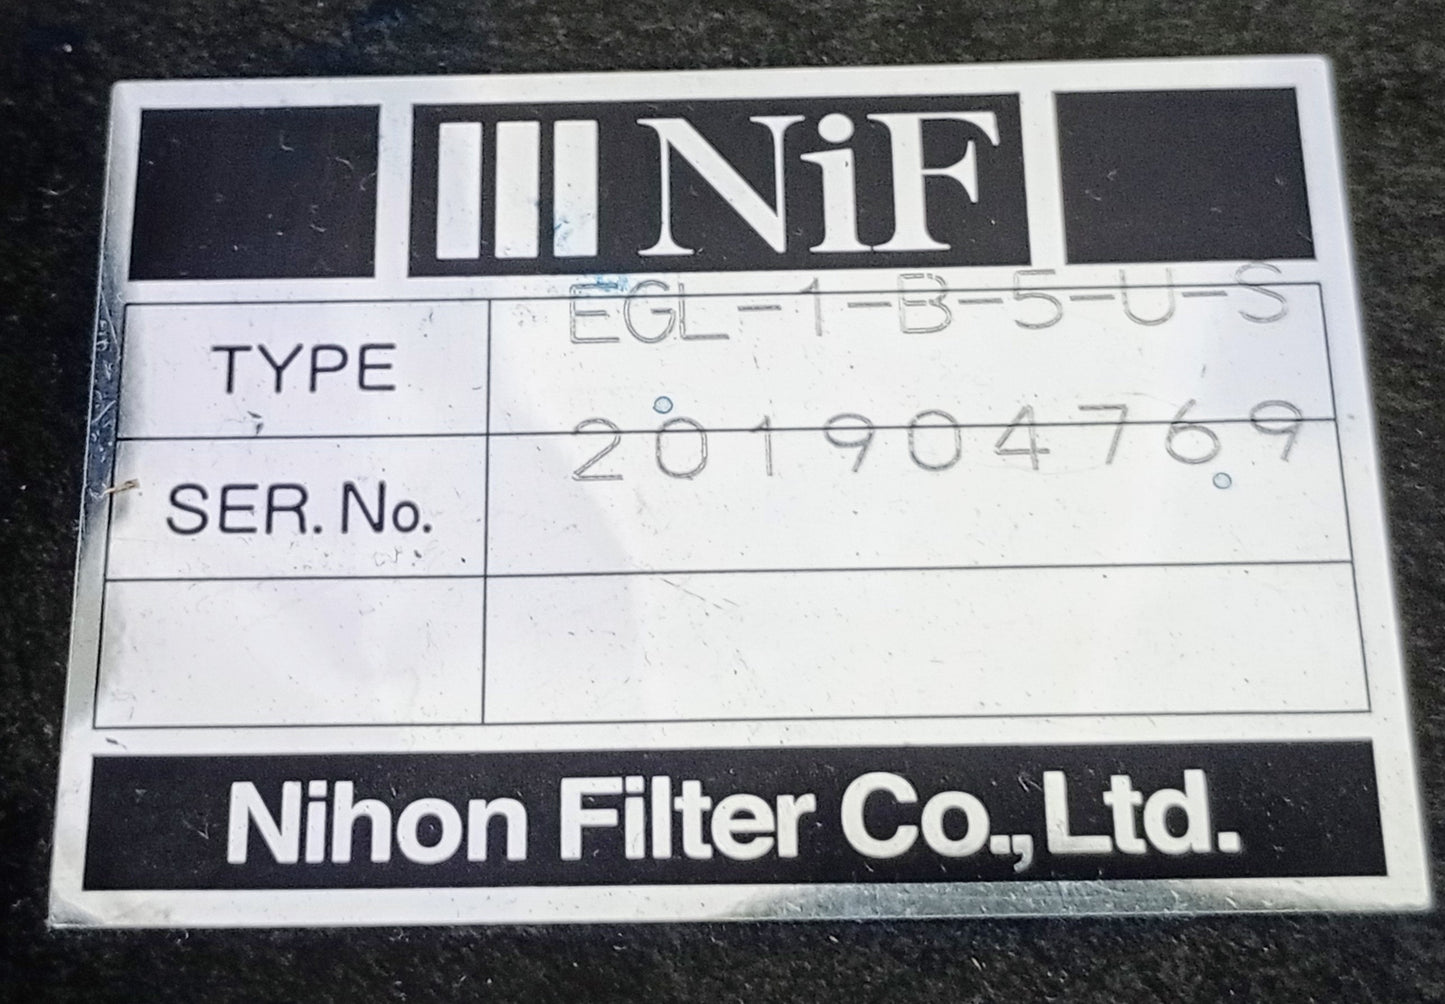 NiF
TYPE EGL-1-B-5-U-S
SER. No. 201904769
Nihon Filter Co., Ltd.